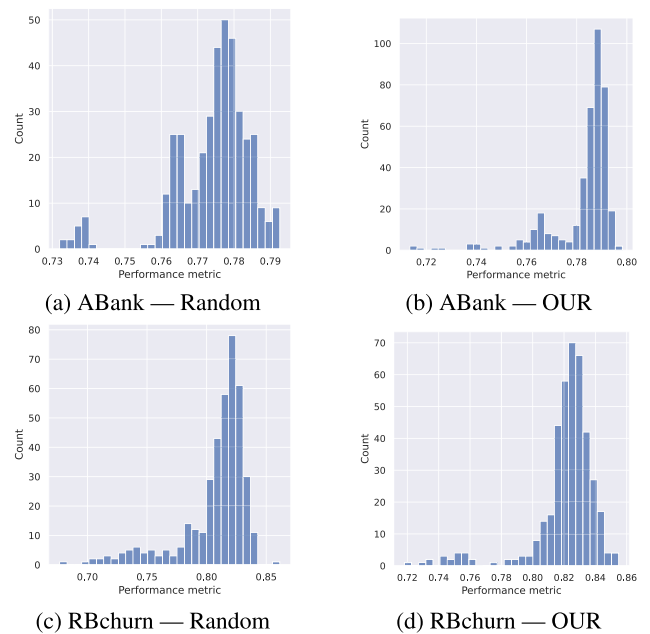 50
40
30
20
10
0
Count
0.73 0.74 0.75 0.76 0.77 0.78 0.79
Performance metric
(a) ABank — Random
100
80
60
40
20
0
Count
0.72 0.74 0.76 0.78 0.80
Performance metric
(b) ABank — OUR
80
70
60
50
40
30
20
10
0
Count
0.70 0.75 0.80 0.85
Performance metric
(c) RBchurn — Random
70
60
50
40
30
20
10
0
Count
0.72 0.74 0.76 0.78 0.80 0.82 0.84 0.86
Performance metric
(d) RBchurn — OUR